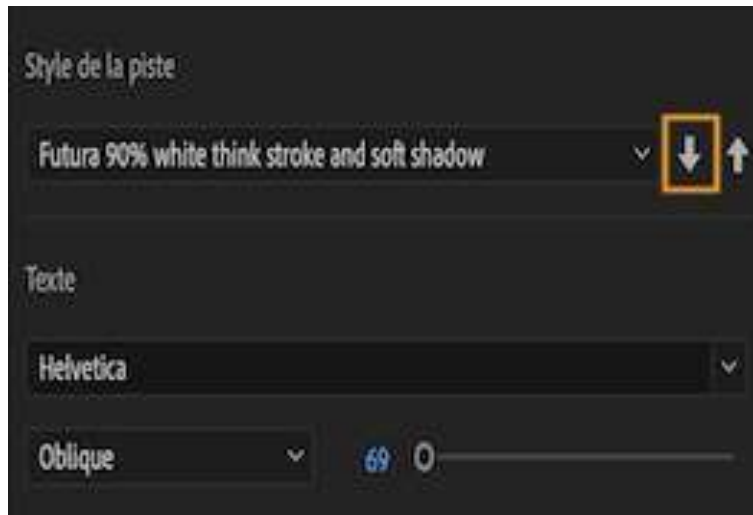 Style de la piste
Futura 90% white think stroke and soft shadow
Texte
Helvetica
Oblique 69